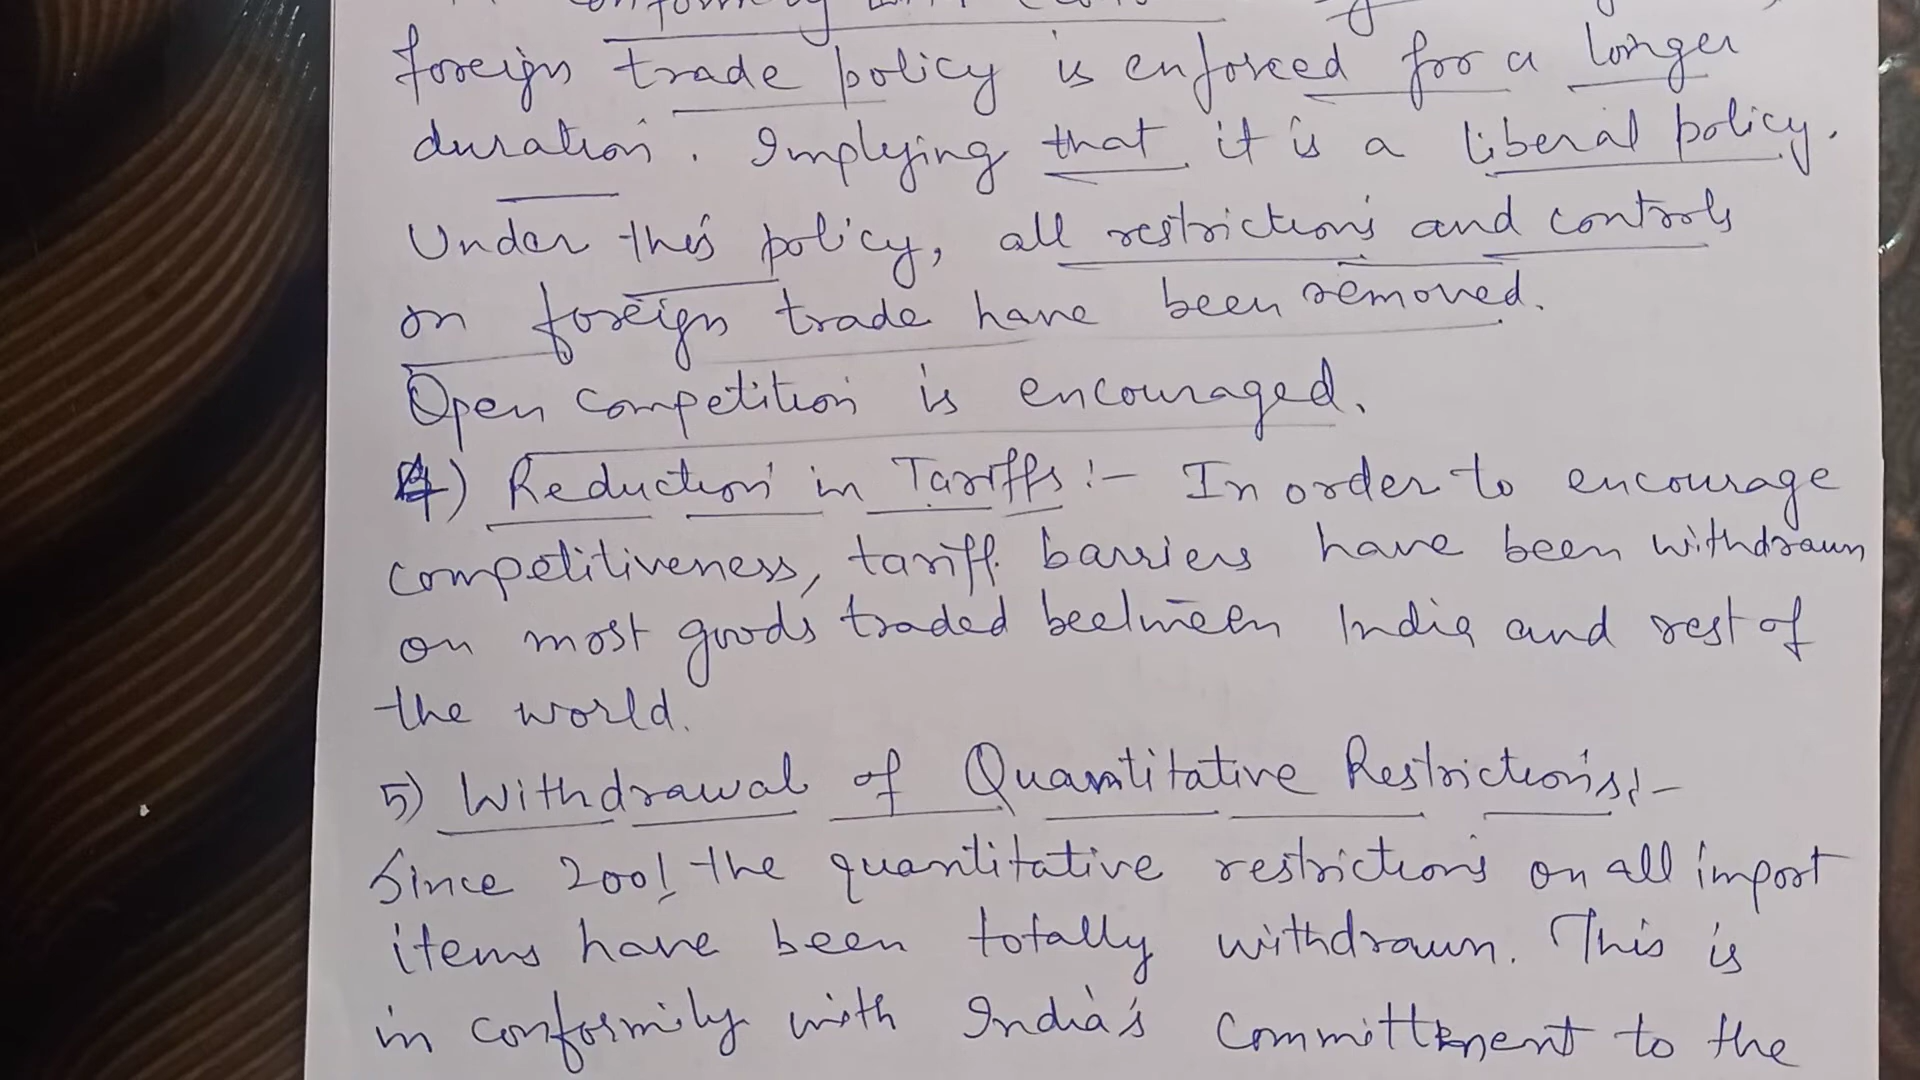 conformity with
foreign trade policy is enforced for a longer
duration. Implying that it is a liberal policy.
Under this policy, all restrictions and controls
on foreign trade have been removed.
Open competition is encouraged.
4) Reduction in Tariffs :- In order to encourage
competitiveness, tariff barriers have been withdrawn
on most goods traded beetween India and rest of
the world.
5) Withdrawal of Quantitative Restrictions:-
Since 2001 the quantitative restrictions on all import
items have been totally withdrawn. This is
in conformity with India's committment to the